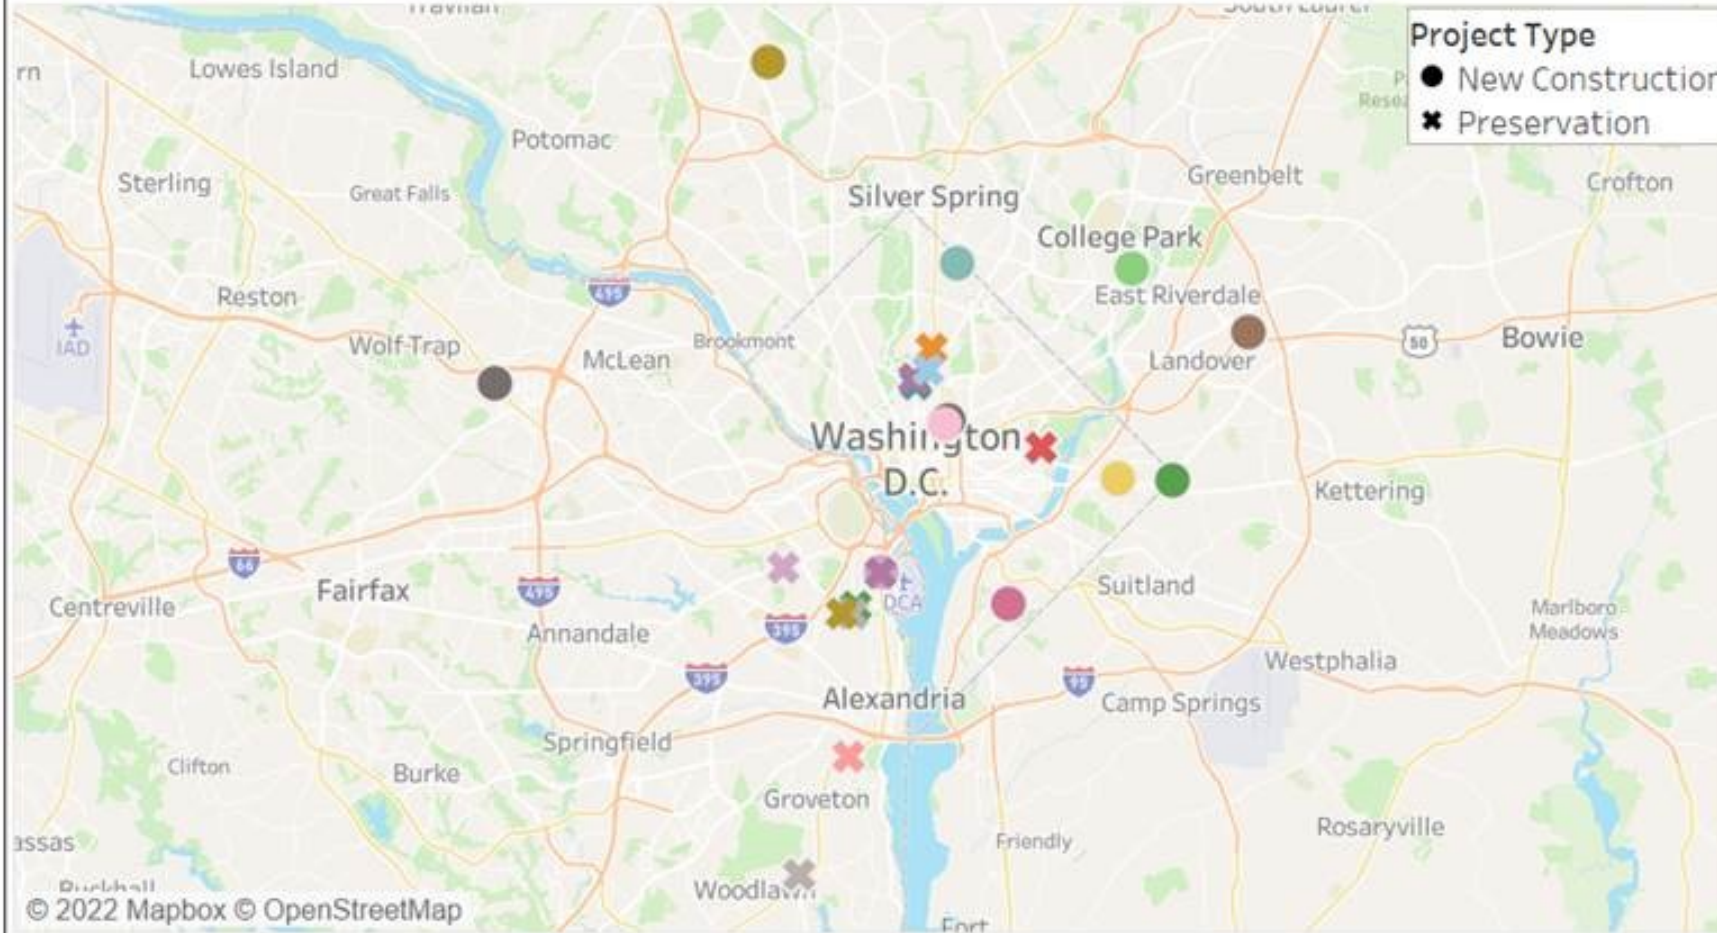 Project Type
New Construction
Preservation
rn
Lowes Island
Potomac
Sterling
Great Falls
Silver Spring
Greenbelt
Crofton
College Park
Reston
495
East Riverdale
IAD
Wolf Trap
McLean
Brookmont
Landover
50
Bowie
Washington
D.C.
Kettering
66
Fairfax
495
Suitland
Centreville
DCA
Annandale
395
Marlboro
Meadows
395
95
Westphalia
Alexandria
Camp Springs
Springfield
Clifton
Burke
Groveton
assas
Friendly
Rosaryville
Woodlawn
Fort
© 2022 Mapbox © OpenStreetMap